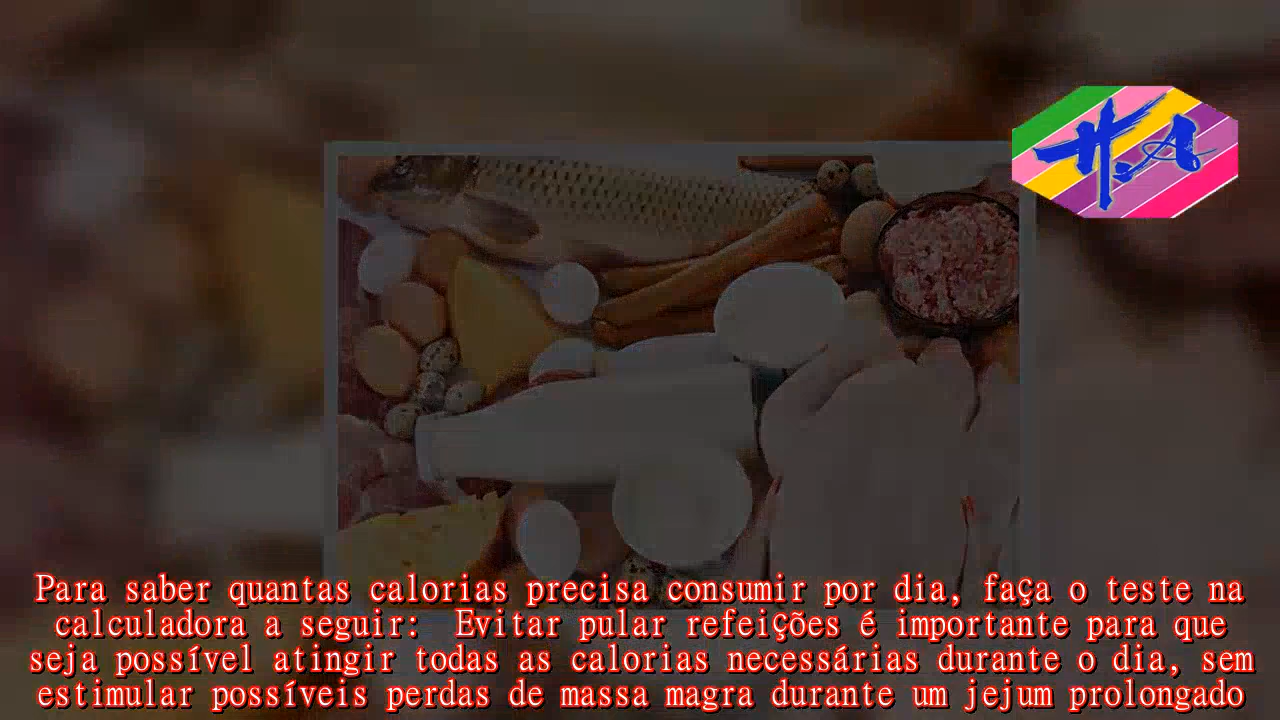 H.A
Para saber quantas calorias precisa consumir por dia, faça o teste na
calculadora a seguir:  Evitar pular refeições é importante para que
seja possível atingir todas as calorias necessárias durante o dia, sem
estimular possíveis perdas de massa magra durante um jejum prolongado